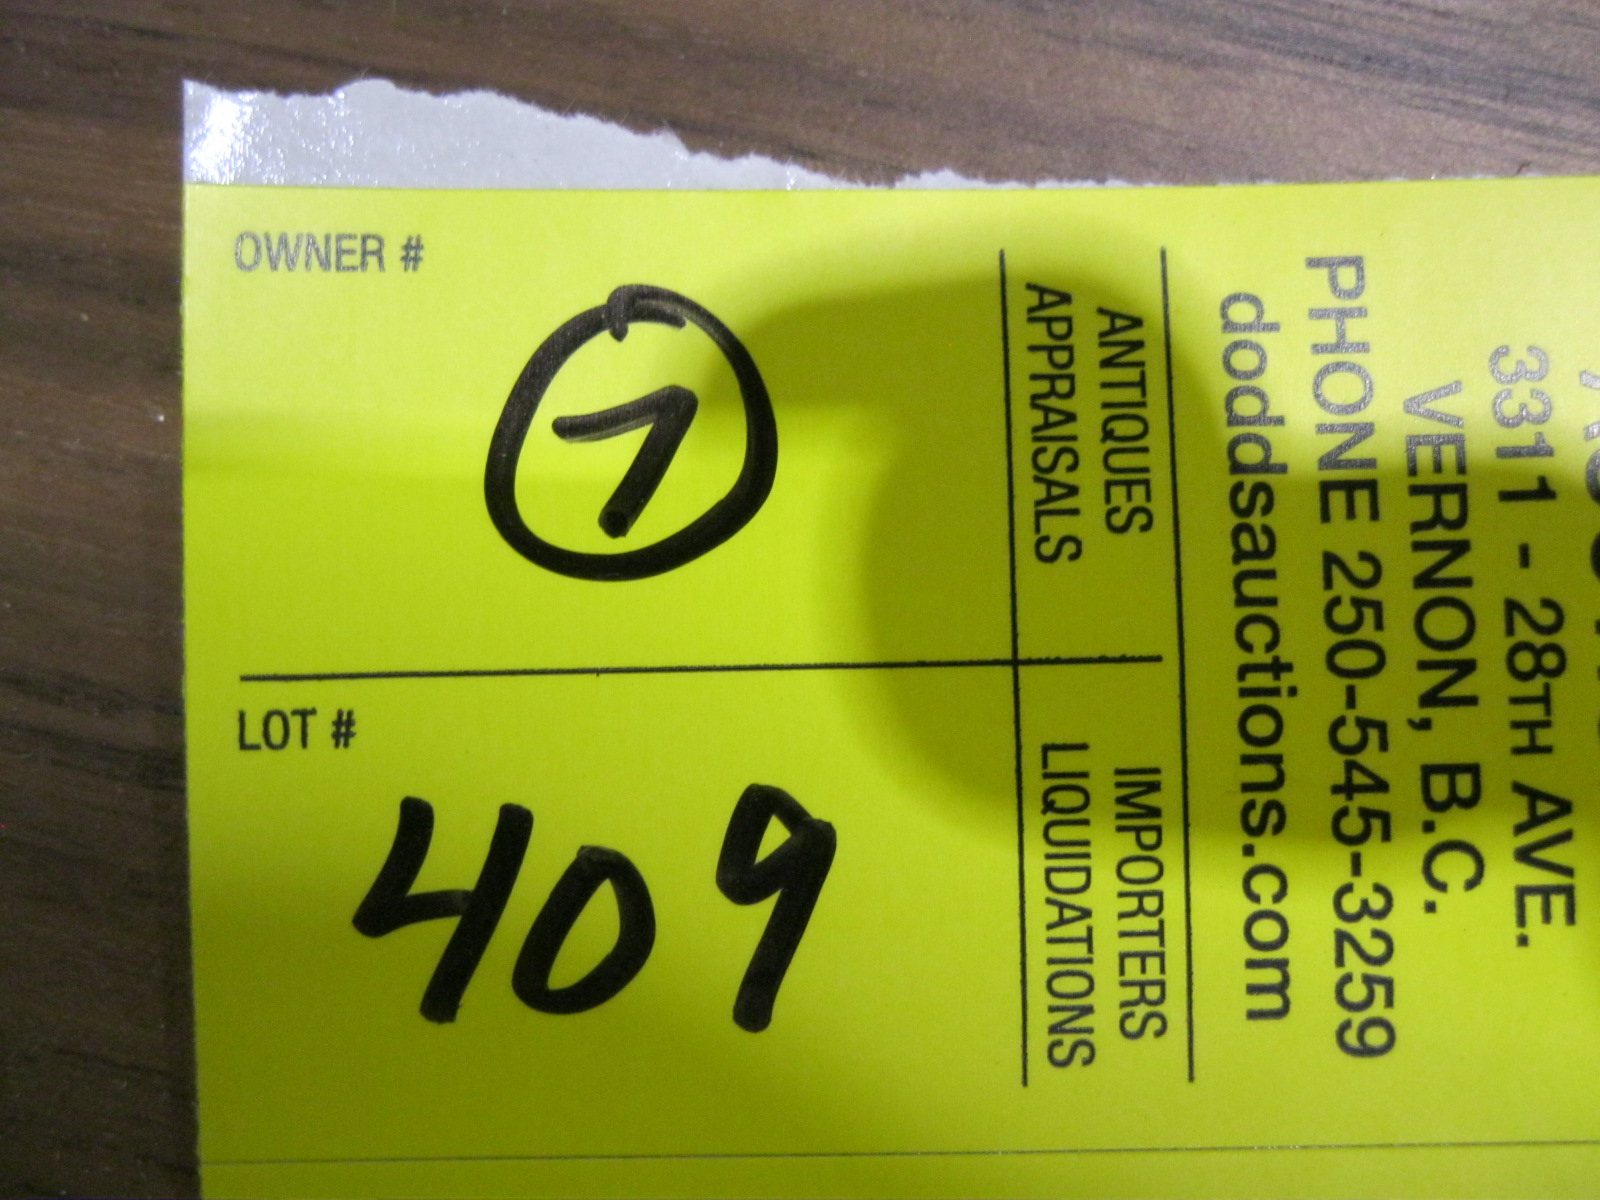 OWNER #
7
LOT #
409
3311 - 28TH AVE.
VERNON, B.C.
PHONE 250-545-3259
doddsauctions.com
ANTIQUES
APPRAISALS
IMPORTERS
LIQUIDATIONS